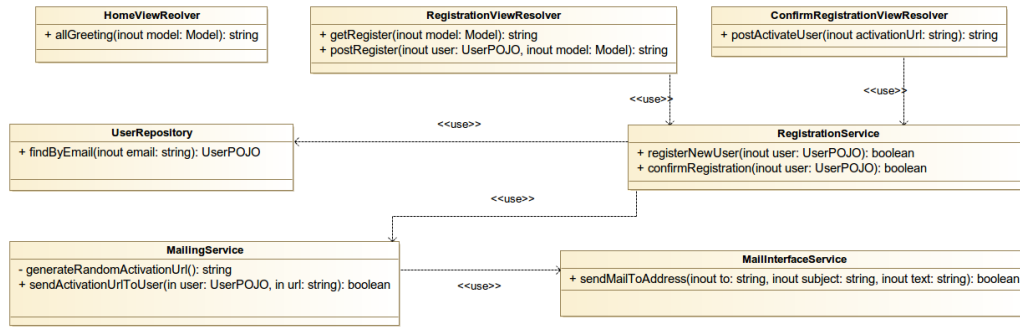 HomeViewReolver
+ allGreeting(inout model: Model): string
RegistrationViewResolver
+ getRegister(inout model: Model): string
+ postRegister(inout user: UserPOJO, inout model: Model): string
ConfirmRegistrationViewResolver
+ postActivateUser(inout activationUrl: string): string
<<use>>
<<use>>
UserRepository
+ findByEmail(inout email: string): UserPOJO
<<use>>
RegistrationService
+ registerNewUser(inout user: UserPOJO): boolean
+ confirmRegistration(inout user: UserPOJO): boolean
<<use>>
MailingService
- generateRandomActivationUrl(): string
+ sendActivationUrlToUser(in user: UserPOJO, in url: string): boolean
<<use>>
MailInterfaceService
+ sendMailToAddress(inout to: string, inout subject: string, inout text: string): boolean